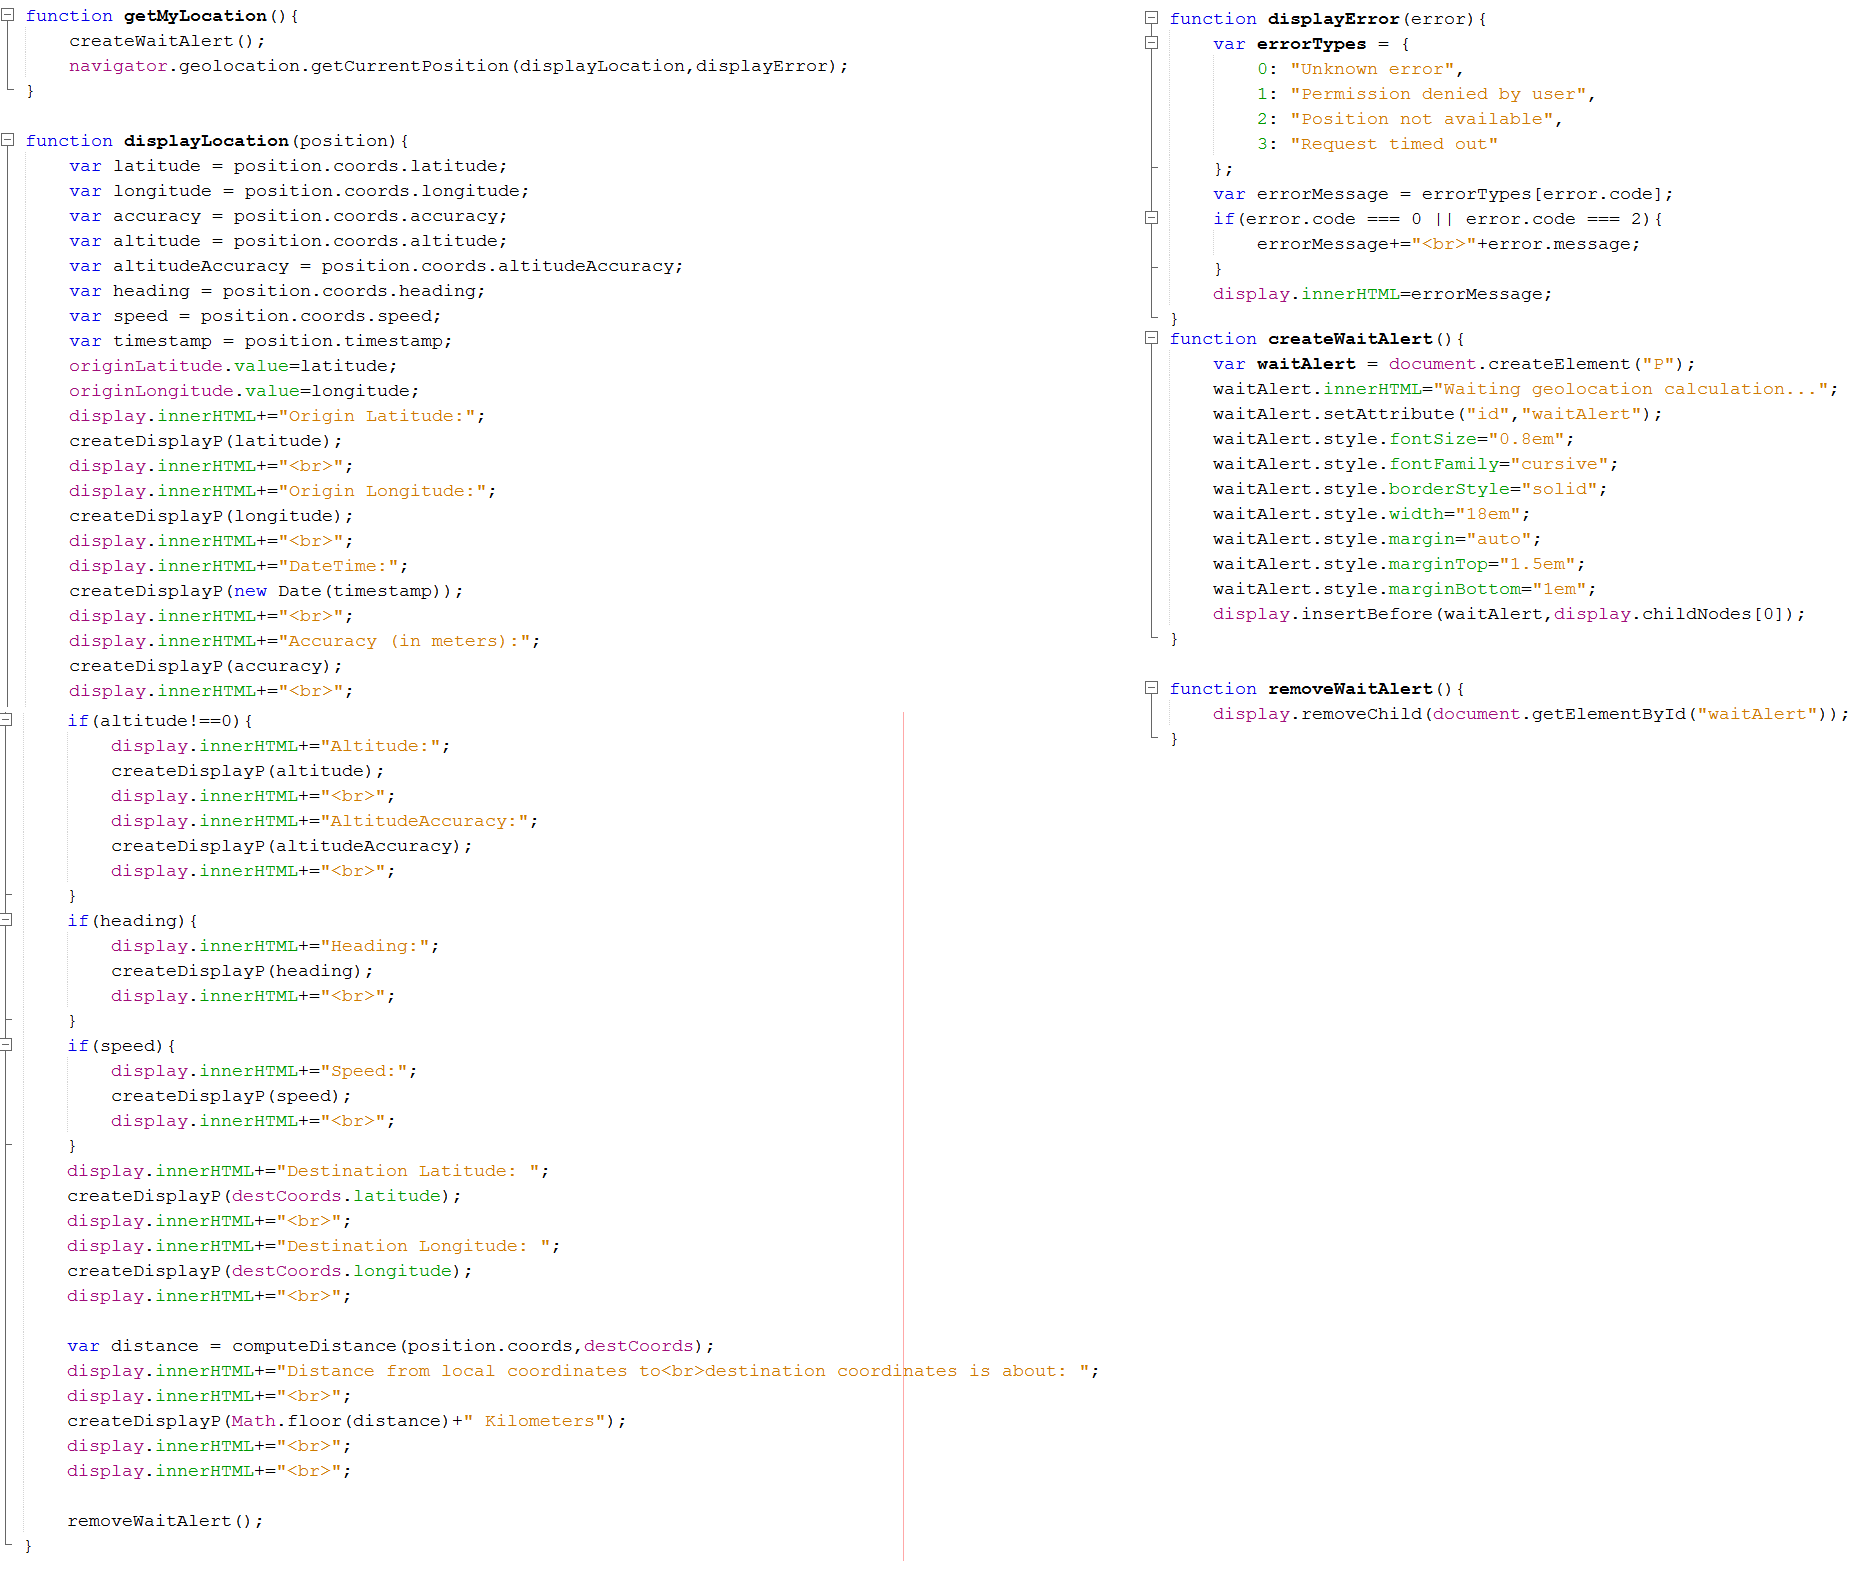 function getMyLocation(){
    createWaitAlert();
    navigator.geolocation.getCurrentPosition(displayLocation,displayError);
}

function displayLocation(position){
    var latitude = position.coords.latitude;
    var longitude = position.coords.longitude;
    var accuracy = position.coords.accuracy;
    var altitude = position.coords.altitude;
    var altitudeAccuracy = position.coords.altitudeAccuracy;
    var heading = position.coords.heading;
    var speed = position.coords.speed;
    var timestamp = position.timestamp;
    originLatitude.value=latitude;
    originLongitude.value=longitude;
    display.innerHTML+="Origin Latitude:";
    createDisplayP(latitude);
    display.innerHTML+="<br>";
    display.innerHTML+="Origin Longitude:";
    createDisplayP(longitude);
    display.innerHTML+="<br>";
    display.innerHTML+="DateTime:";
    createDisplayP(new Date(timestamp));
    display.innerHTML+="<br>";
    display.innerHTML+="Accuracy (in meters):";
    createDisplayP(accuracy);
    display.innerHTML+="<br>";
    if(altitude!==0){
        display.innerHTML+="Altitude:";
        createDisplayP(altitude);
        display.innerHTML+="<br>";
        display.innerHTML+="AltitudeAccuracy:";
        createDisplayP(altitudeAccuracy);
        display.innerHTML+="<br>";
    }
    if(heading){
        display.innerHTML+="Heading:";
        createDisplayP(heading);
        display.innerHTML+="<br>";
    }
    if(speed){
        display.innerHTML+="Speed:";
        createDisplayP(speed);
        display.innerHTML+="<br>";
    }
    display.innerHTML+="Destination Latitude: ";
    createDisplayP(destCoords.latitude);
    display.innerHTML+="<br>";
    display.innerHTML+="Destination Longitude: ";
    createDisplayP(destCoords.longitude);
    display.innerHTML+="<br>";

    var distance = computeDistance(position.coords,destCoords);
    display.innerHTML+="Distance from local coordinates to<br>destination coordinates is about: ";
    display.innerHTML+="<br>";
    createDisplayP(Math.floor(distance)+" Kilometers");
    display.innerHTML+="<br>";
    display.innerHTML+="<br>";

    removeWaitAlert();
}
function displayError(error){
    var errorTypes = {
        0: "Unknown error",
        1: "Permission denied by user",
        2: "Position not available",
        3: "Request timed out"
    };
    var errorMessage = errorTypes[error.code];
    if(error.code === 0 || error.code === 2){
        errorMessage+="<br>"+error.message;
    }
    display.innerHTML=errorMessage;
}
function createWaitAlert(){
    var waitAlert = document.createElement("P");
    waitAlert.innerHTML="Waiting geolocation calculation...";
    waitAlert.setAttribute("id","waitAlert");
    waitAlert.style.fontSize="0.8em";
    waitAlert.style.fontFamily="cursive";
    waitAlert.style.borderStyle="solid";
    waitAlert.style.width="18em";
    waitAlert.style.margin="auto";
    waitAlert.style.marginTop="1.5em";
    waitAlert.style.marginBottom="1em";
    display.insertBefore(waitAlert,display.childNodes[0]);
}

function removeWaitAlert(){
    display.removeChild(document.getElementById("waitAlert"));
}